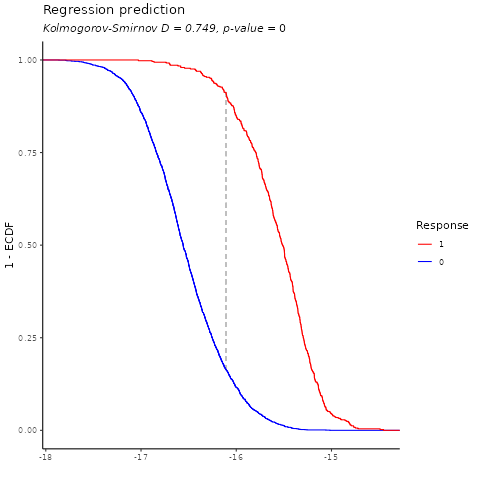 Regression prediction
Kolmogorov-Smirnov D = 0.749, p-value = 0
1.00
0.75
0.50
0.25
0.00
1 - ECDF
-18
-17
-16
-15
Response
1
0